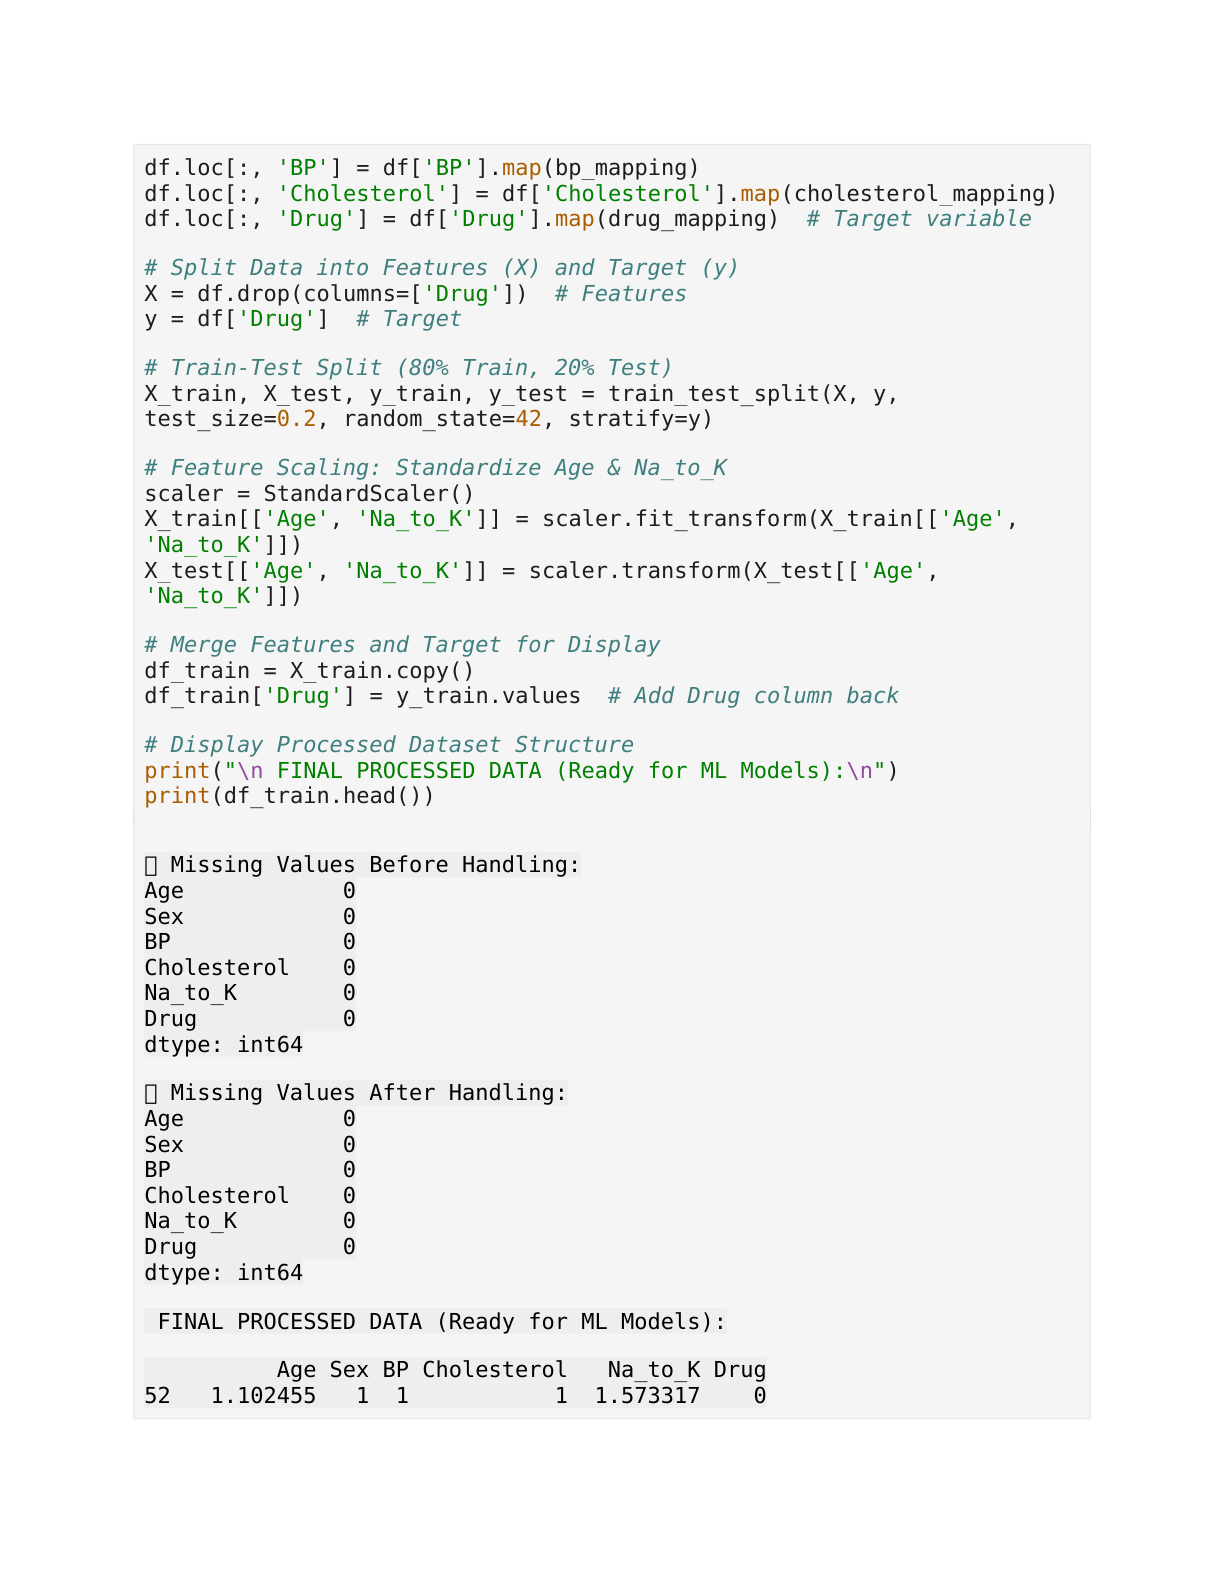 df.loc[:, 'BP'] = df['BP'].map(bp_mapping)
df.loc[:, 'Cholesterol'] = df['Cholesterol'].map(cholesterol_mapping)
df.loc[:, 'Drug'] = df['Drug'].map(drug_mapping)  # Target variable

# Split Data into Features (X) and Target (y)
X = df.drop(columns=['Drug'])  # Features
y = df['Drug']  # Target

# Train-Test Split (80% Train, 20% Test)
X_train, X_test, y_train, y_test = train_test_split(X, y,
test_size=0.2, random_state=42, stratify=y)

# Feature Scaling: Standardize Age & Na_to_K
scaler = StandardScaler()
X_train[['Age', 'Na_to_K']] = scaler.fit_transform(X_train[['Age',
'Na_to_K']])
X_test[['Age', 'Na_to_K']] = scaler.transform(X_test[['Age',
'Na_to_K']])

# Merge Features and Target for Display
df_train = X_train.copy()
df_train['Drug'] = y_train.values  # Add Drug column back

# Display Processed Dataset Structure
print("\n FINAL PROCESSED DATA (Ready for ML Models):\n")
print(df_train.head())

Missing Values Before Handling:
Age            0
Sex            0
BP             0
Cholesterol    0
Na_to_K        0
Drug           0
dtype: int64

Missing Values After Handling:
Age            0
Sex            0
BP             0
Cholesterol    0
Na_to_K        0
Drug           0
dtype: int64

 FINAL PROCESSED DATA (Ready for ML Models):

          Age Sex BP Cholesterol   Na_to_K Drug
52   1.102455   1  1           1  1.573317    0